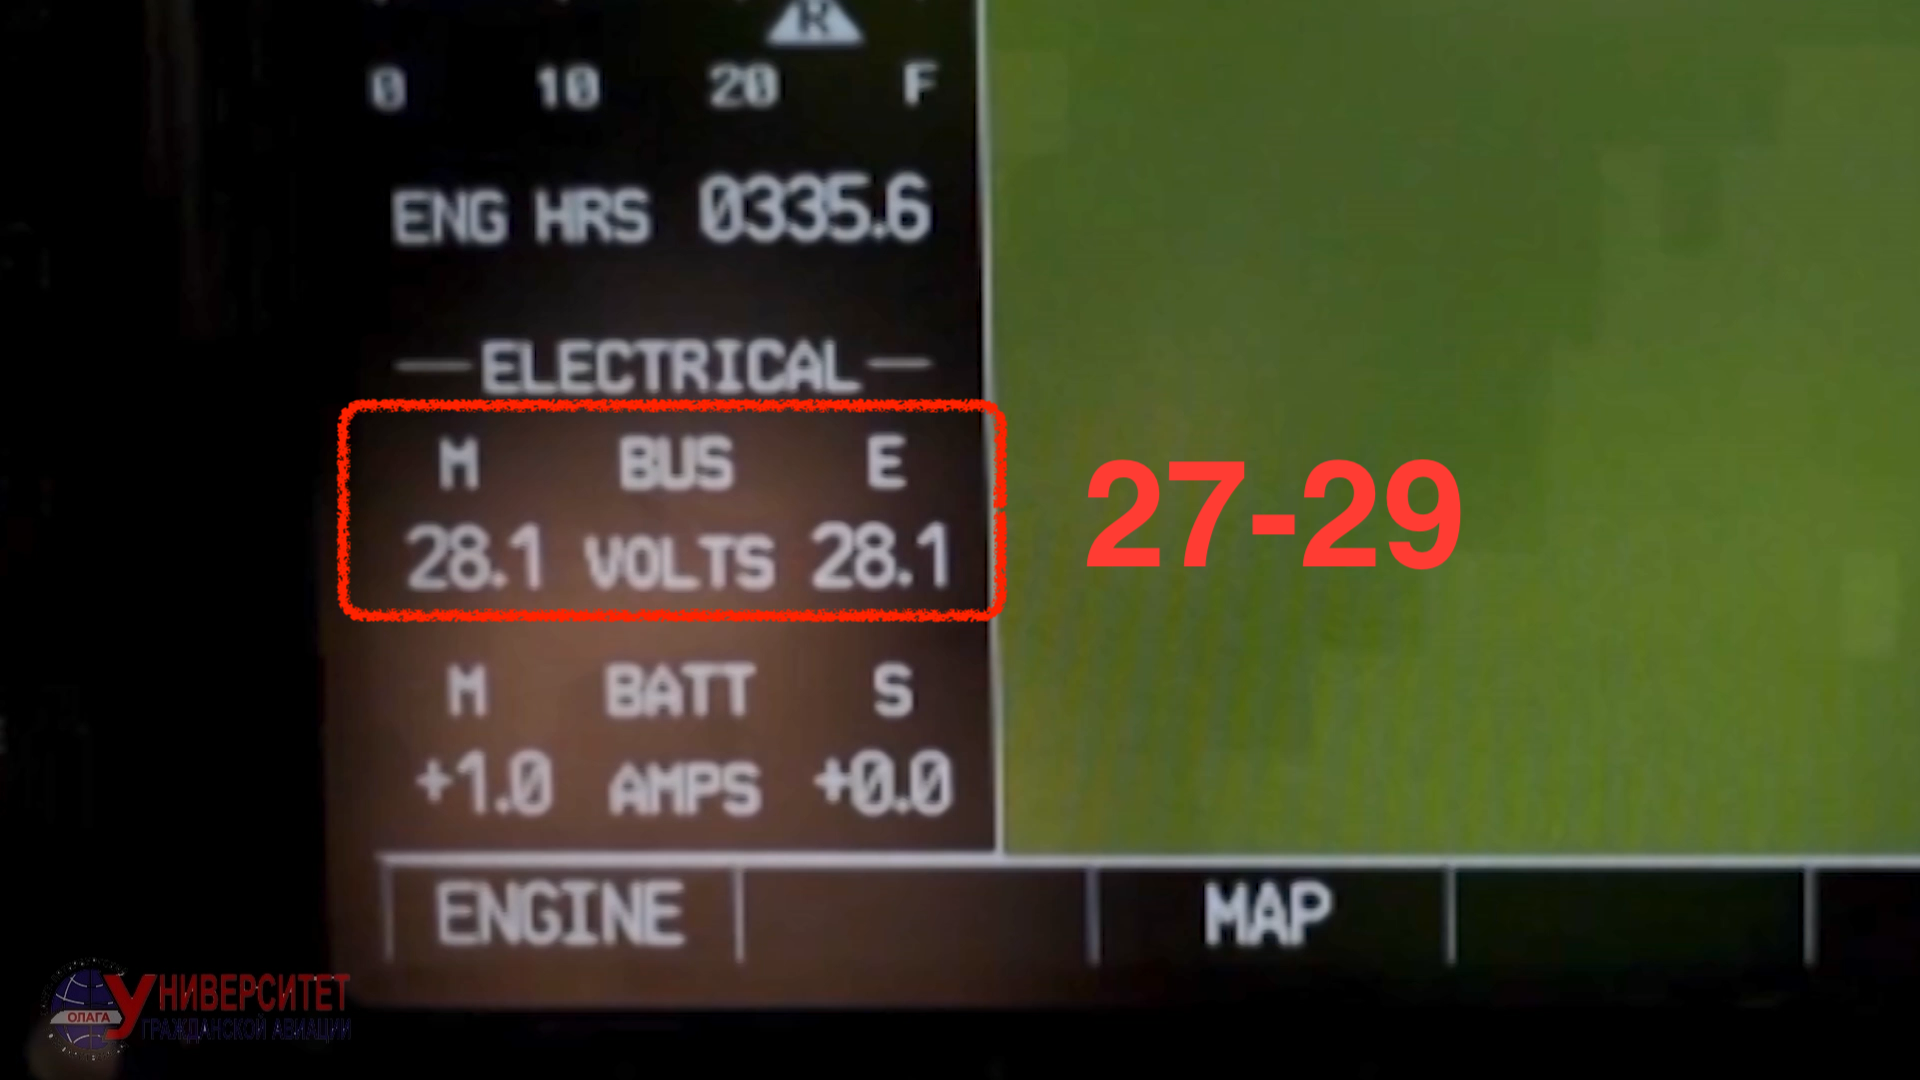 R
0 10 20 F
ENG HRS 0335.6
ELECTRICAL
M BUS E
28.1 VOLTS 28.1
27-29
M BATT S
+1.0 AMPS +0.0
ENGINE MAP
УНИВЕРСИТЕТ
ОЛАГА
ГРАЖДАНСКОЙ АВИАЦИИ